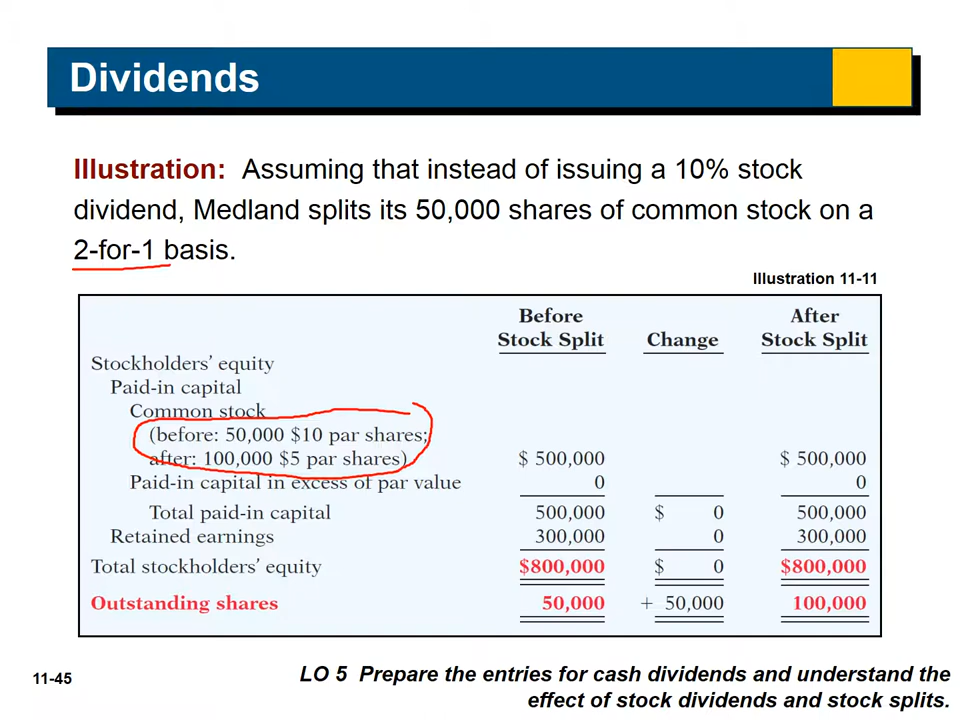 Dividends
Illustration: Assuming that instead of issuing a 10% stock
dividend, Medland splits its 50,000 shares of common stock on a
2-for-1 basis.
Illustration 11-11
Before After
Stock Split Change Stock Split
Stockholders' equity
Paid-in capital
Common stock
(before: 50,000 $10 par shares;
after: 100,000 $5 par shares) $ 500,000 $ 500,000
Paid-in capital in excess of par value 0 0
Total paid-in capital 500,000 $ 0 500,000
Retained earnings 300,000 0 300,000
Total stockholders' equity $800,000 $ 0 $800,000
Outstanding shares 50,000 + 50,000 100,000
11-45
LO 5 Prepare the entries for cash dividends and understand the
effect of stock dividends and stock splits.